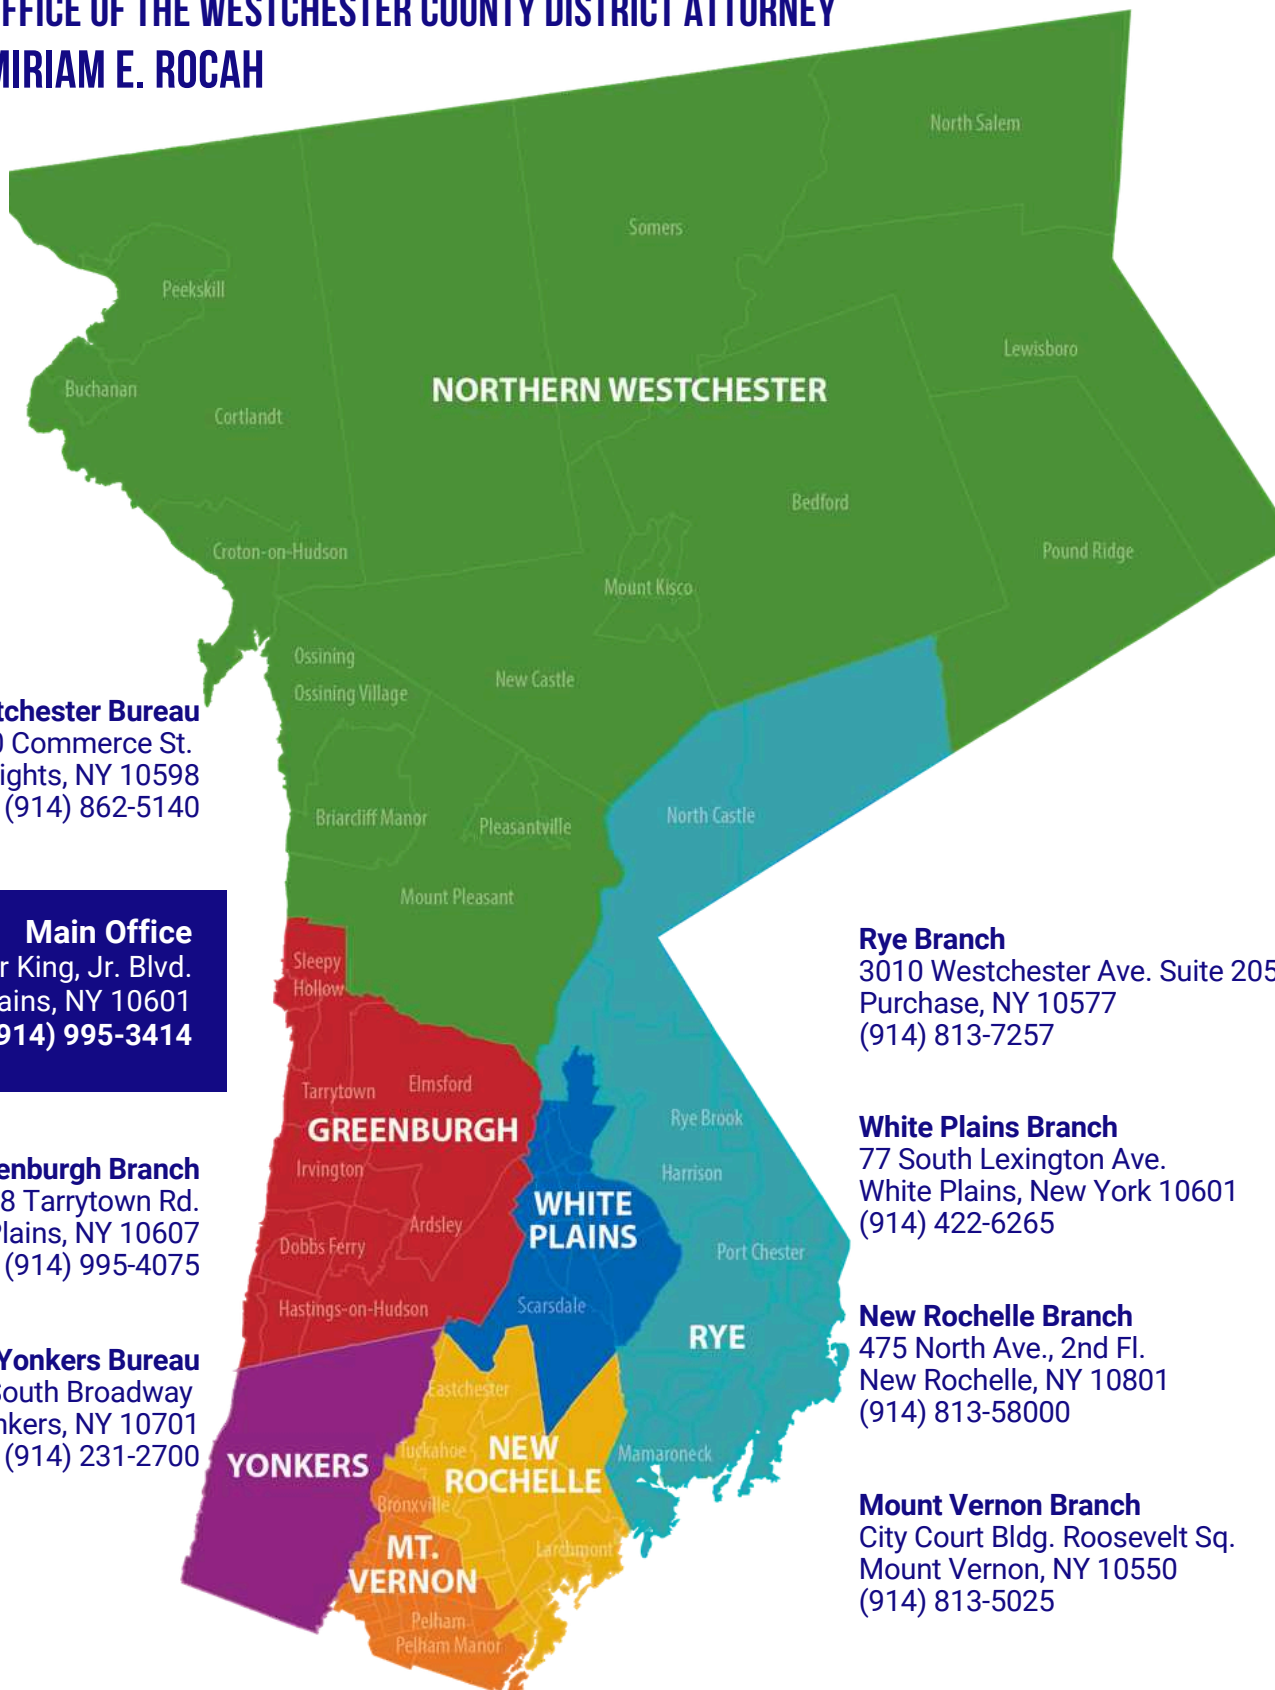 OFFICE OF THE WESTCHESTER COUNTY DISTRICT ATTORNEY
MIRIAM E. ROCAH
North Salem
Somers
Peekskill
Lewisboro
Buchanan
NORTHERN WESTCHESTER
Cortlandt
Bedford
Croton-on-Hudson
Pound Ridge
Mount Kisco
Ossining
New Castle
Ossining Village
North Castle
Briarcliff Manor
Pleasantville
Mount Pleasant
tchester Bureau
0 Commerce St.
ights, NY 10598
(914) 862-5140
Main Office
r King, Jr. Blvd.
ains, NY 10601
914) 995-3414
enburgh Branch
8 Tarrytown Rd.
Plains, NY 10607
(914) 995-4075
Yonkers Bureau
South Broadway
nkers, NY 10701
(914) 231-2700
Sleepy
Hollow
Tarrytown
Elmsford
GREENBURGH
Irvington
Ardsley
Dobbs Ferry
Hastings-on-Hudson
Rye Brook
Harrison
WHITE
PLAINS
Port Chester
Scarsdale
RYE
Eastchester
Tuckahoe
NEW
ROCHELLE
YONKERS
Mamaroneck
Bronxville
MT.
VERNON
Larchmont
Pelham
Pelham Manor
Rye Branch
3010 Westchester Ave. Suite 205
Purchase, NY 10577
(914) 813-7257
White Plains Branch
77 South Lexington Ave.
White Plains, New York 10601
(914) 422-6265
New Rochelle Branch
475 North Ave., 2nd Fl.
New Rochelle, NY 10801
(914) 813-58000
Mount Vernon Branch
City Court Bldg. Roosevelt Sq.
Mount Vernon, NY 10550
(914) 813-5025